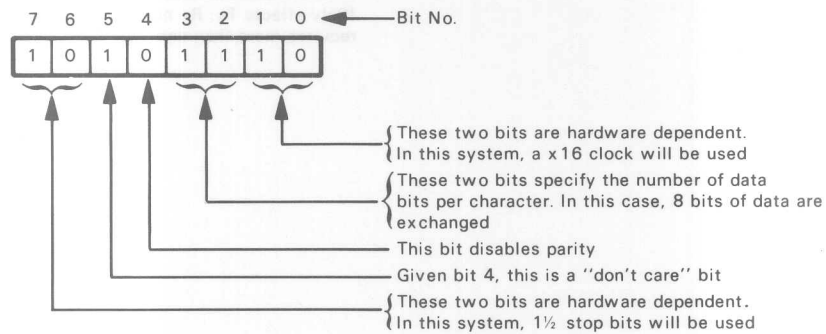 7 6 5 4 3 2 1 0 Bit No.
1 0 1 0 1 1 1 0
These two bits are hardware dependent.
In this system, a x16 clock will be used
These two bits specify the number of data
bits per character. In this case, 8 bits of data are
exchanged
This bit disables parity
Given bit 4, this is a "don't care" bit
These two bits are hardware dependent.
In this system, 1½ stop bits will be used